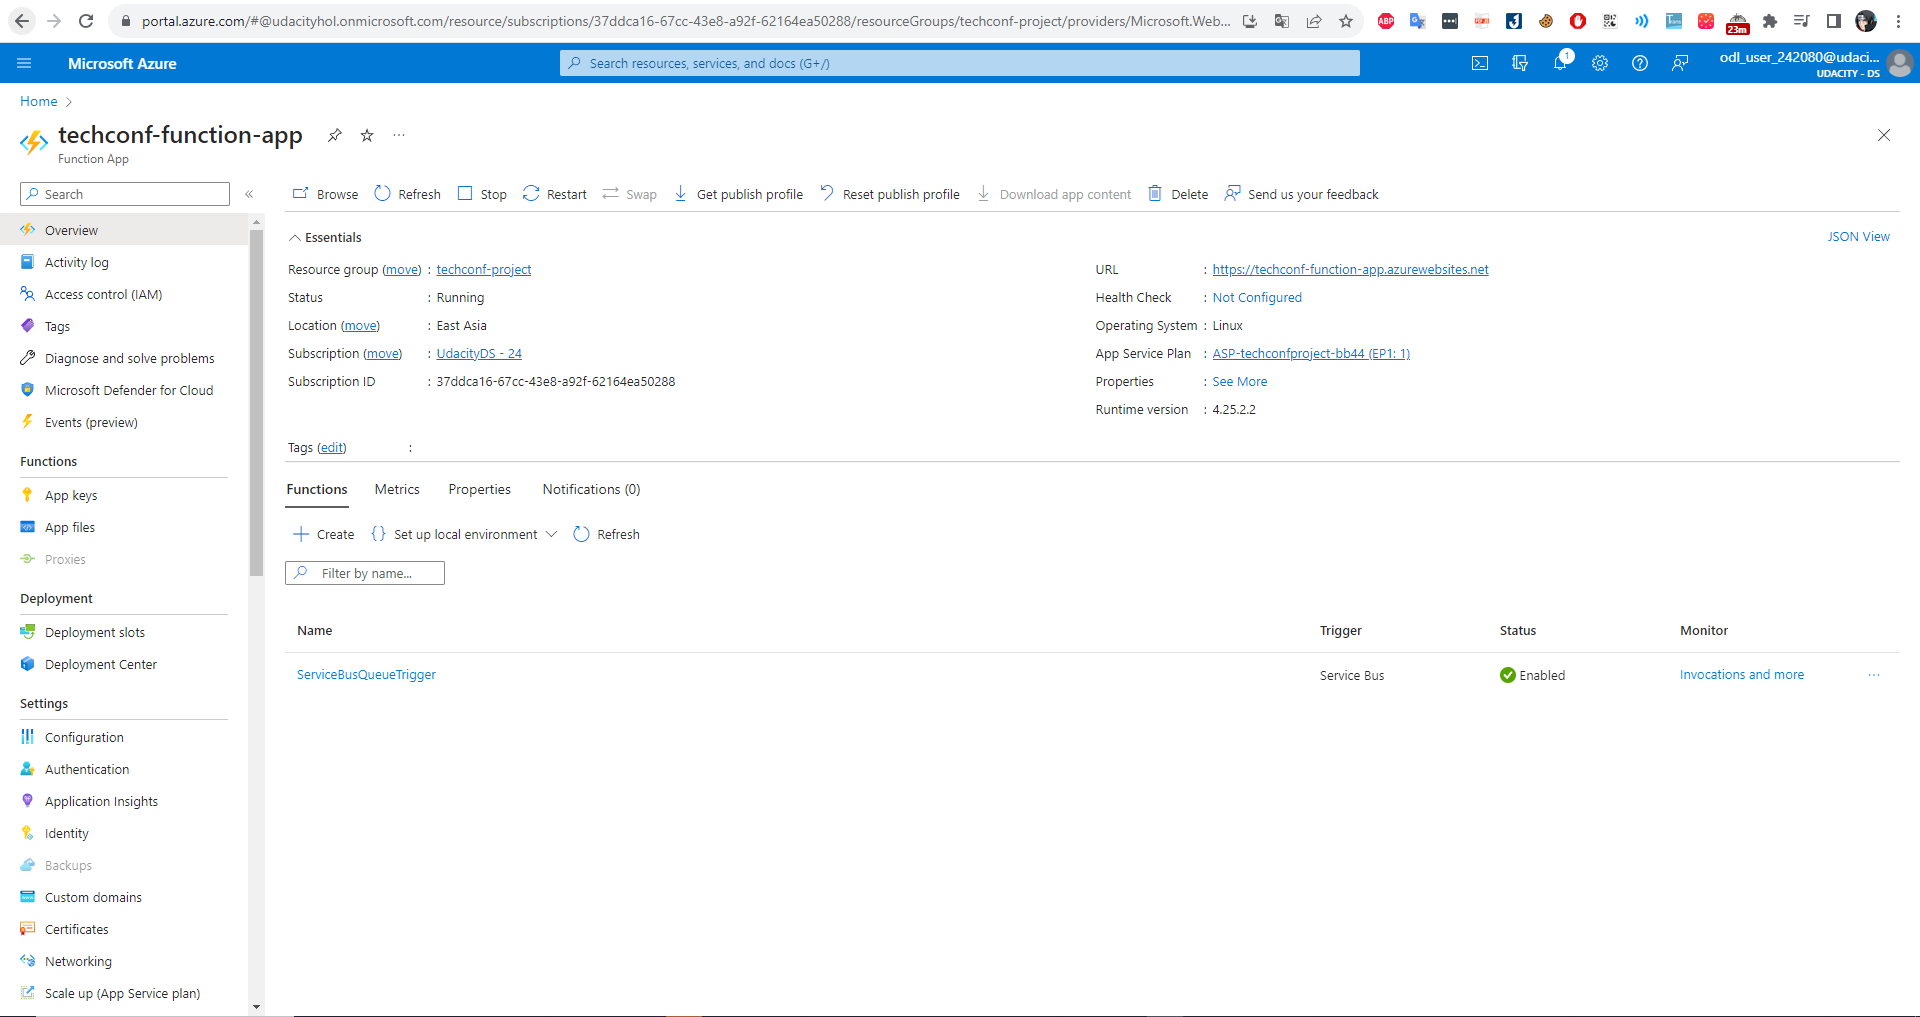 portal.azure.com/#@udacityhol.onmicrosoft.com/resource/subscriptions/37ddca16-67cc-43e8-a92f-62164ea50288/resourceGroups/techconf-project/providers/Microsoft.Web...
ABP
23m
Microsoft Azure
Search resources, services, and docs (G+/)
1
odl_user_242080@udaci...
UDACITY - DS
Home
techconf-function-app
Function App
Search
Browse Refresh Stop Restart Swap Get publish profile Reset publish profile Download app content Delete Send us your feedback
Overview
Activity log
Access control (IAM)
Tags
Diagnose and solve problems
Microsoft Defender for Cloud
Events (preview)
Functions
App keys
App files
Proxies
Deployment
Deployment slots
Deployment Center
Settings
Configuration
Authentication
Application Insights
Identity
Backups
Custom domains
Certificates
Networking
Scale up (App Service plan)
Essentials
JSON View
Resource group (move) : techconf-project
Status : Running
Location (move) : East Asia
Subscription (move) : UdacityDS - 24
Subscription ID : 37ddca16-67cc-43e8-a92f-62164ea50288
URL : https://techconf-function-app.azurewebsites.net
Health Check : Not Configured
Operating System : Linux
App Service Plan : ASP-techconfproject-bb44 (EP1: 1)
Properties : See More
Runtime version : 4.25.2.2
Tags (edit) :
Functions Metrics Properties Notifications (0)
Create {} Set up local environment Refresh
Filter by name...
Name Trigger Status Monitor
ServiceBusQueueTrigger Service Bus Enabled Invocations and more